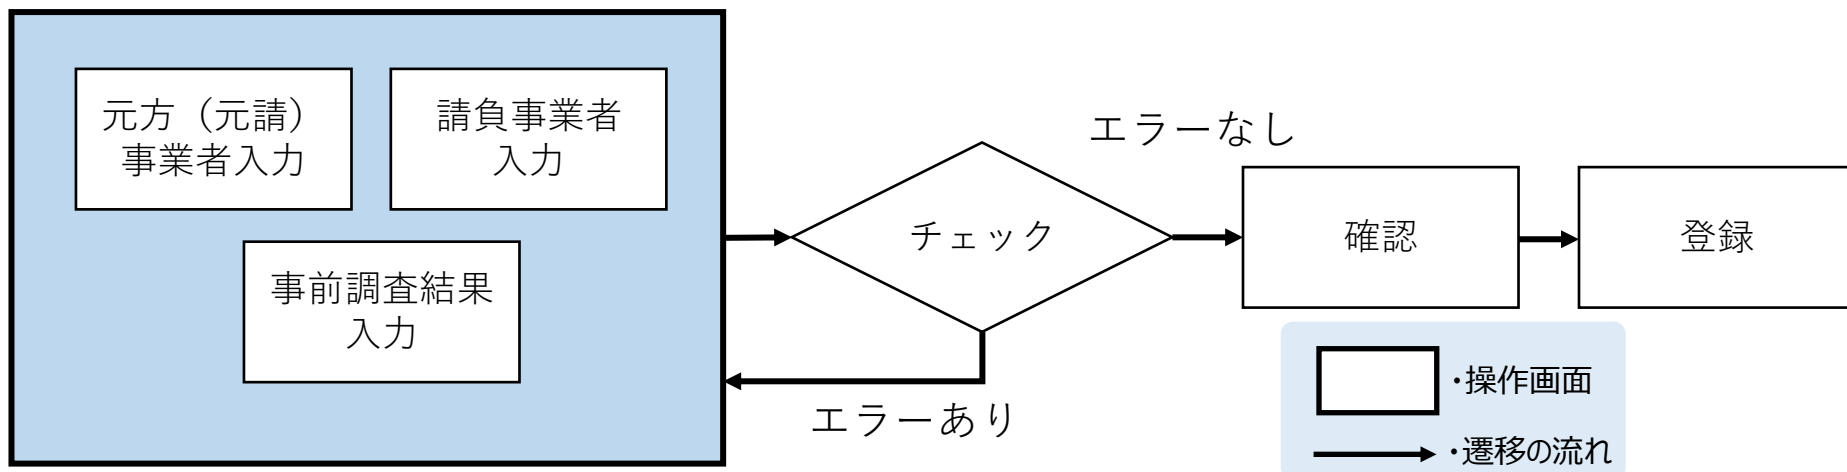 元方（元請）
事業者入力
請負事業者
入力
事前調査結果
入力
チェック
エラーなし
エラーあり
確認
登録
・操作画面
・遷移の流れ